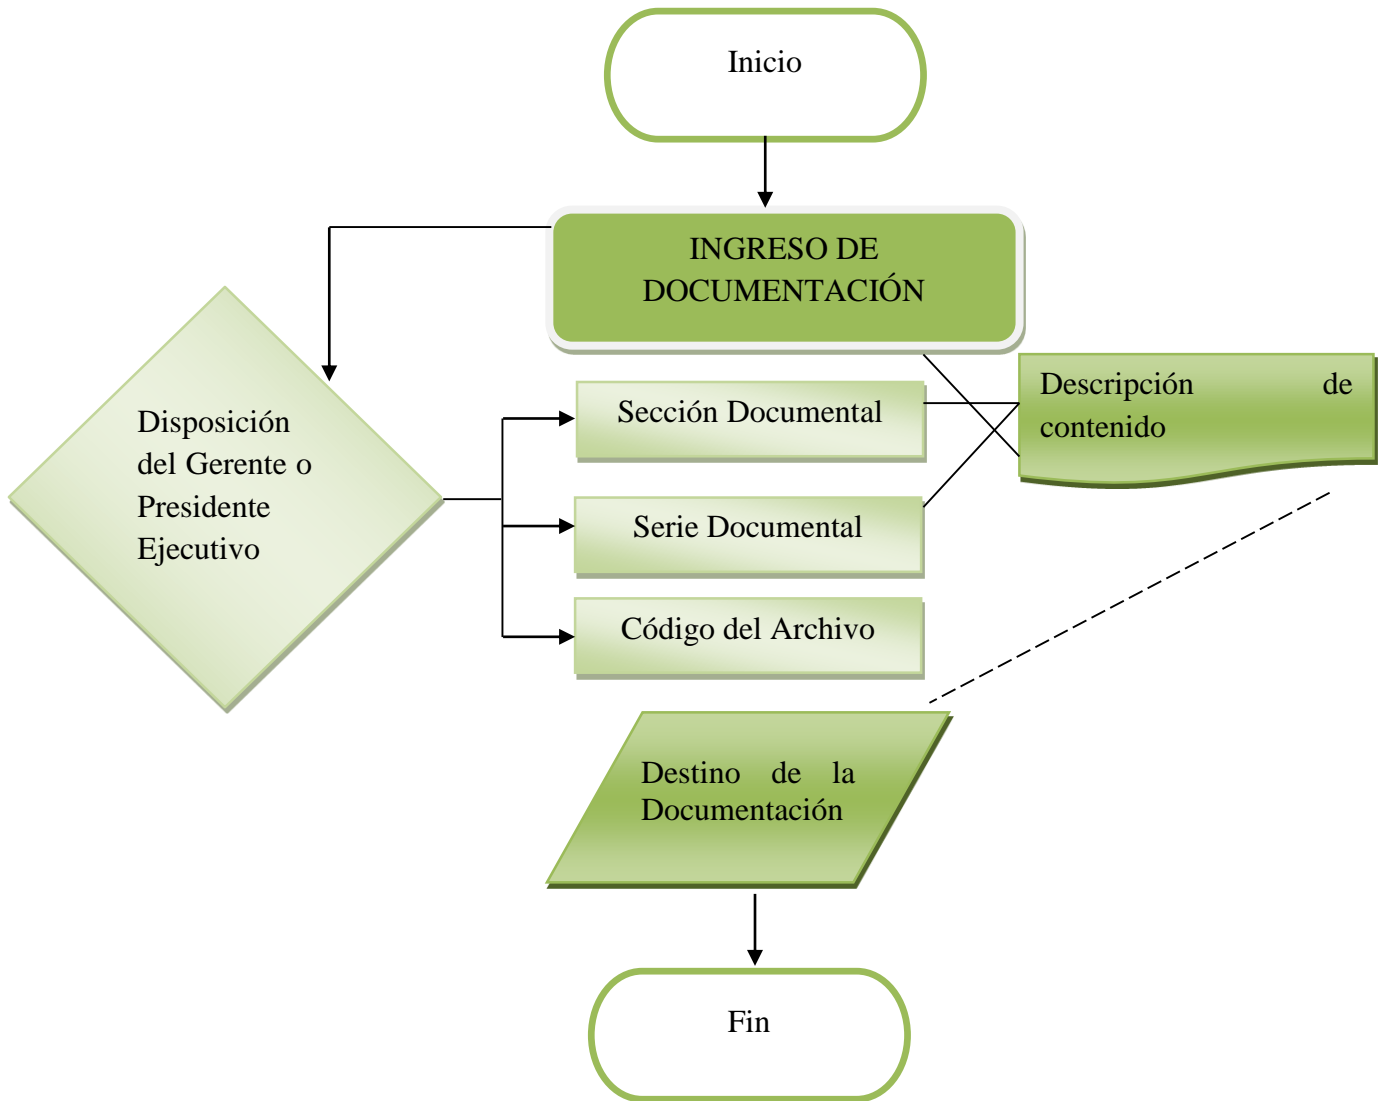 Inicio
INGRESO DE
DOCUMENTACIÓN
Disposición
del Gerente o
Presidente
Ejecutivo
Sección Documental
Serie Documental
Código del Archivo
Descripción de
contenido
Destino de la
Documentación
Fin